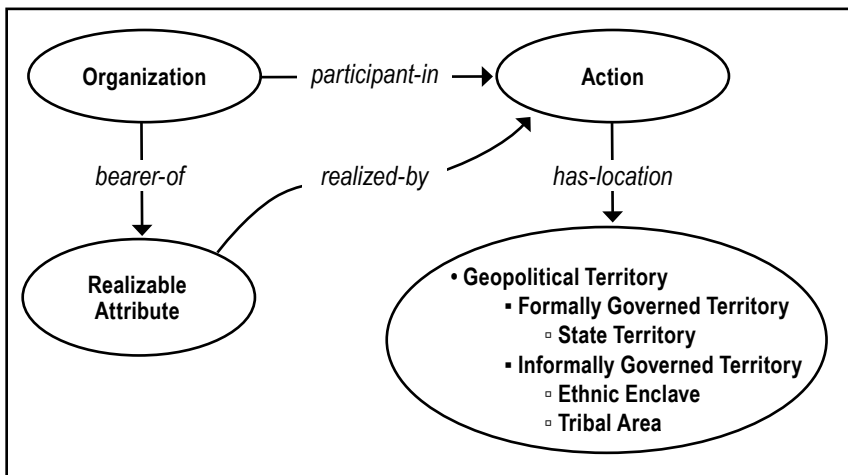 Organization
participant-in
Action
bearer-of
realized-by
has-location
Realizable
Attribute
• Geopolitical Territory
▪ Formally Governed Territory
▫ State Territory
▪ Informally Governed Territory
▫ Ethnic Enclave
▫ Tribal Area